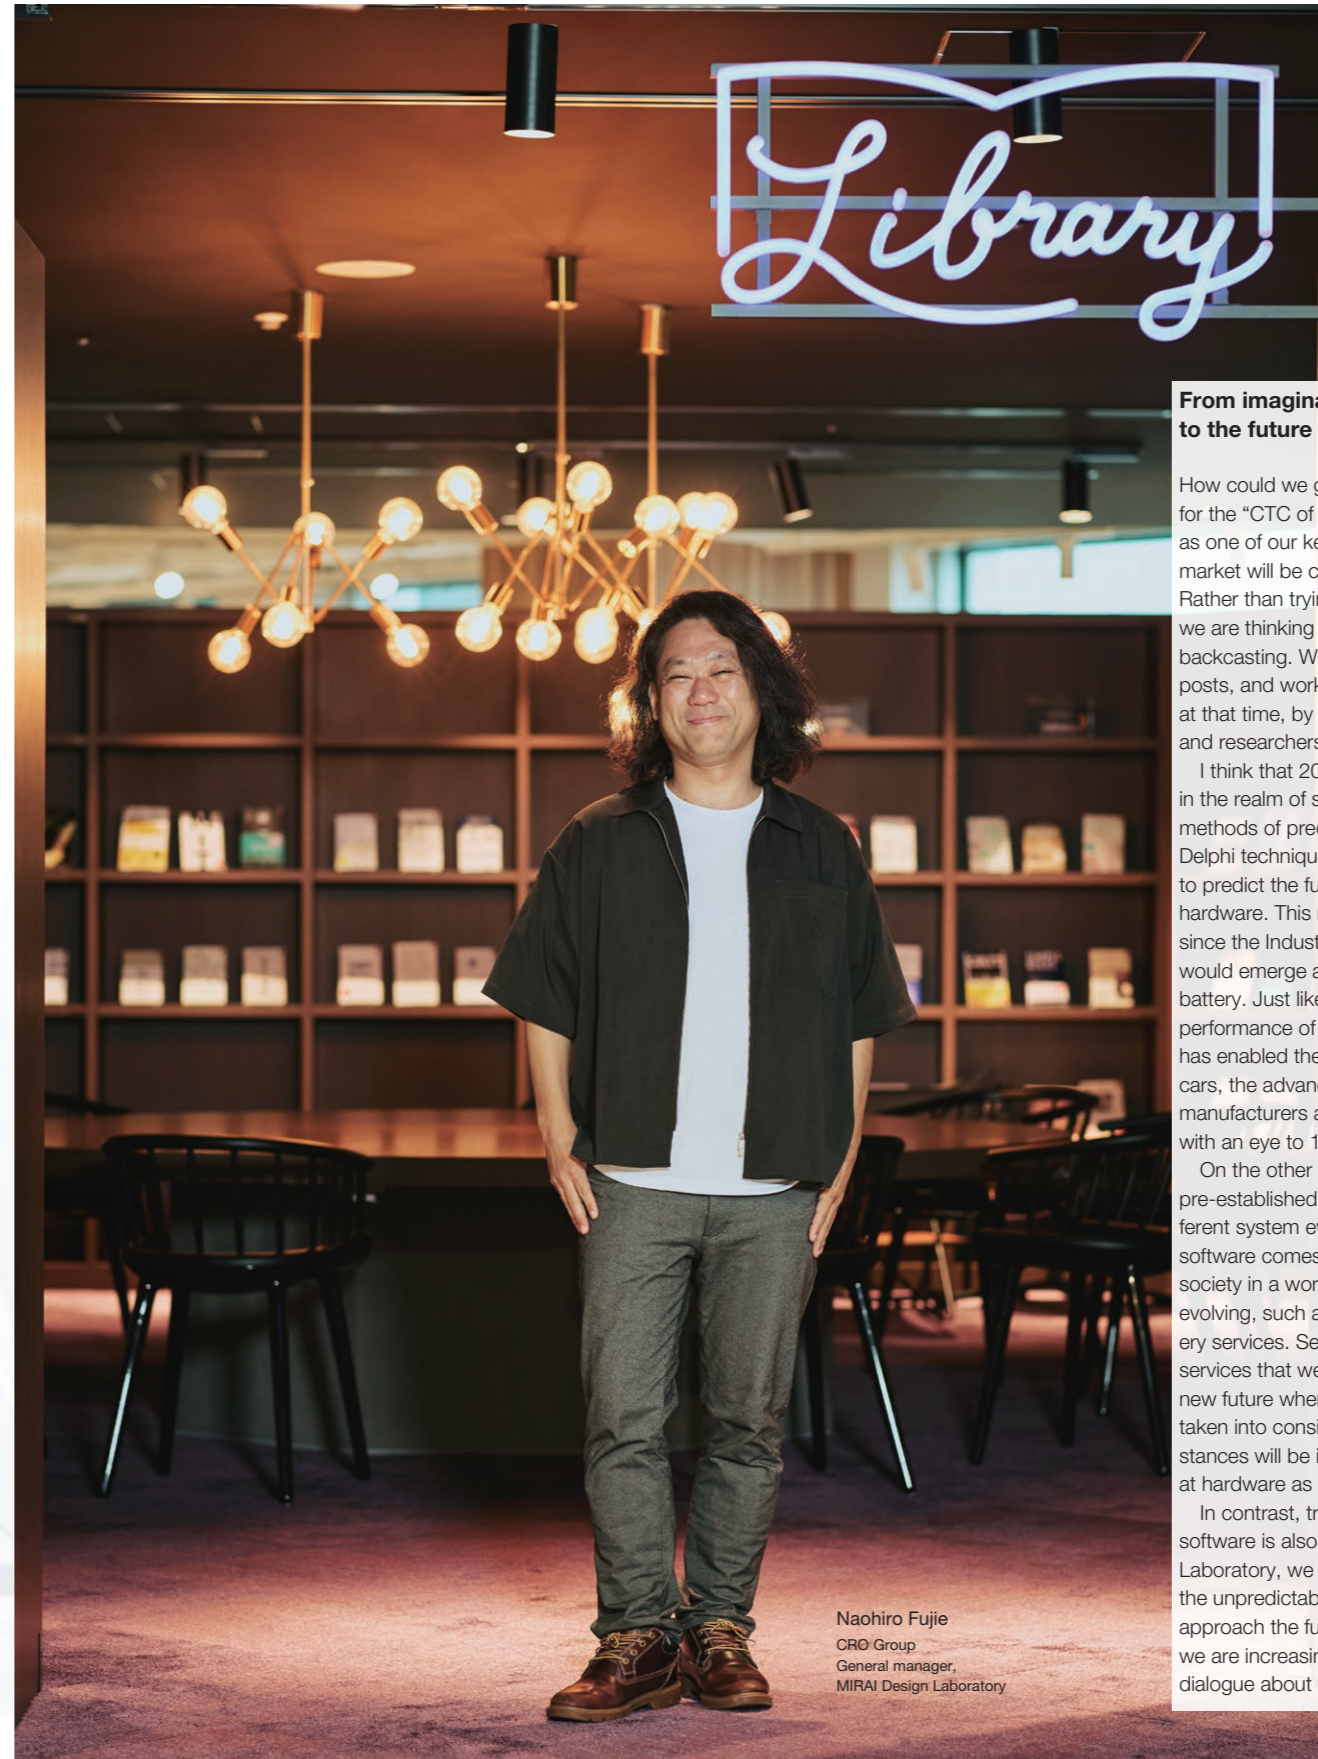 Library
From imagina
to the future
How could we g
for the “CTC of
as one of our ke
market will be c
Rather than tryin
we are thinking
backcasting. W
posts, and work
at that time, by
and researchers
I think that 20
in the realm of s
methods of pred
Delphi techniqu
to predict the fu
hardware. This
since the Indust
would emerge a
battery. Just like
performance of
has enabled the
cars, the advan
manufacturers a
with an eye to 1
On the other
pre-established
ferent system ev
software comes
society in a wor
evolving, such a
ery services. Se
services that we
new future when
taken into consi
stances will be i
at hardware as
In contrast, tr
software is also
Laboratory, we
the unpredictab
approach the fu
we are increasin
dialogue about
Naohiro Fujie
CRO Group
General manager,
MIRAI Design Laboratory